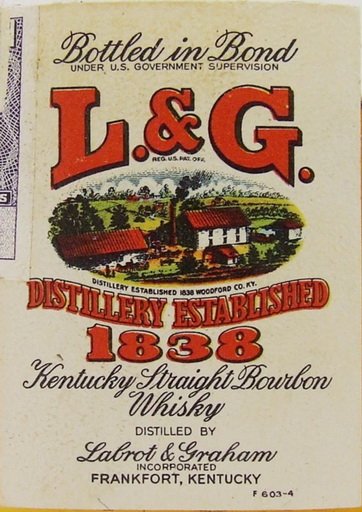 Bottled in Bond
UNDER U.S. GOVERNMENT SUPERVISION
L.&G.
REG. U.S. PAT. OFF.
DISTILLERY ESTABLISHED 1838 WOODFORD CO. KY.
DISTILLERY ESTABLISHED
1838
Kentucky Straight Bourbon
Whisky
DISTILLED BY
Labrot & Graham
INCORPORATED
FRANKFORT, KENTUCKY
F 603-4